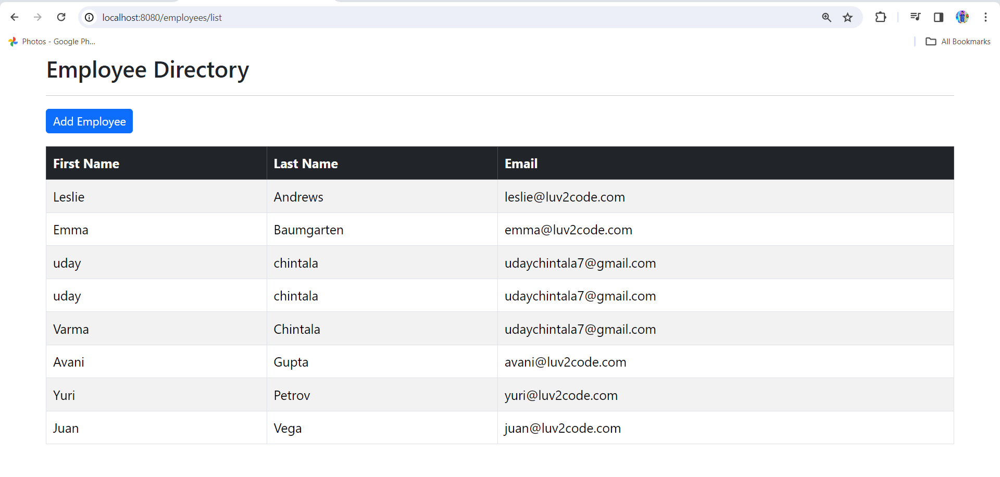 localhost:8080/employees/list
Photos - Google Ph...
All Bookmarks
Employee Directory
Add Employee
First Name Last Name Email
Leslie Andrews leslie@luv2code.com
Emma Baumgarten emma@luv2code.com
uday chintala udaychintala7@gmail.com
uday chintala udaychintala7@gmail.com
Varma Chintala udaychintala7@gmail.com
Avani Gupta avani@luv2code.com
Yuri Petrov yuri@luv2code.com
Juan Vega juan@luv2code.com